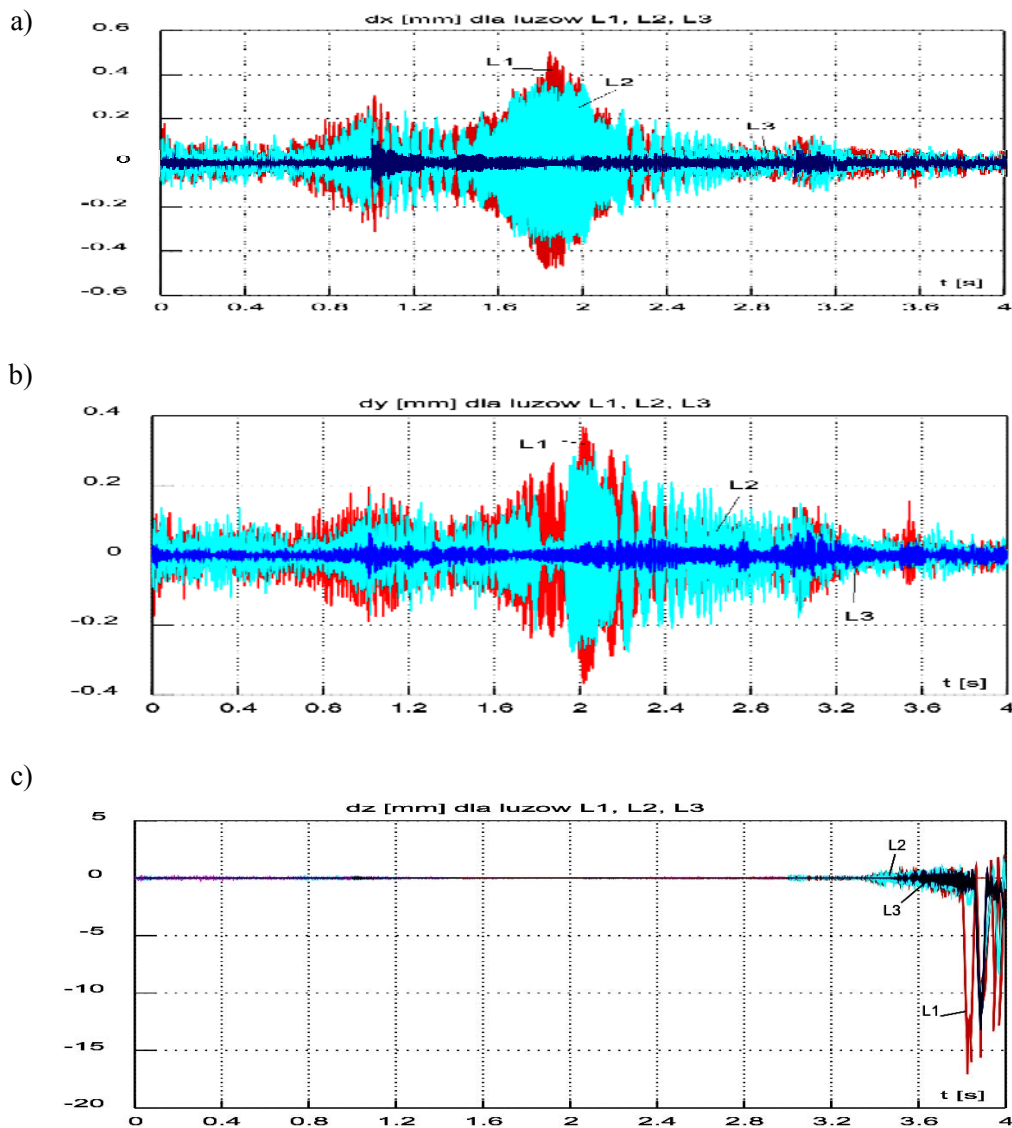 a)
dx [mm] dla luzow L1, L2, L3
0.6
0.4
0.2
0
-0.2
-0.4
-0.6
L1
L2
L3
t [s]
0 0.4 0.8 1.2 1.6 2 2.4 2.8 3.2 3.6 4
b)
dy [mm] dla luzow L1, L2, L3
0.4
0.2
0
-0.2
-0.4
L1
L2
L3
t [s]
0 0.4 0.8 1.2 1.6 2 2.4 2.8 3.2 3.6 4
c)
dz [mm] dla luzow L1, L2, L3
5
0
-5
-10
-15
-20
L2
L3
L1
t [s]
0 0.4 0.8 1.2 1.6 2 2.4 2.8 3.2 3.6 4